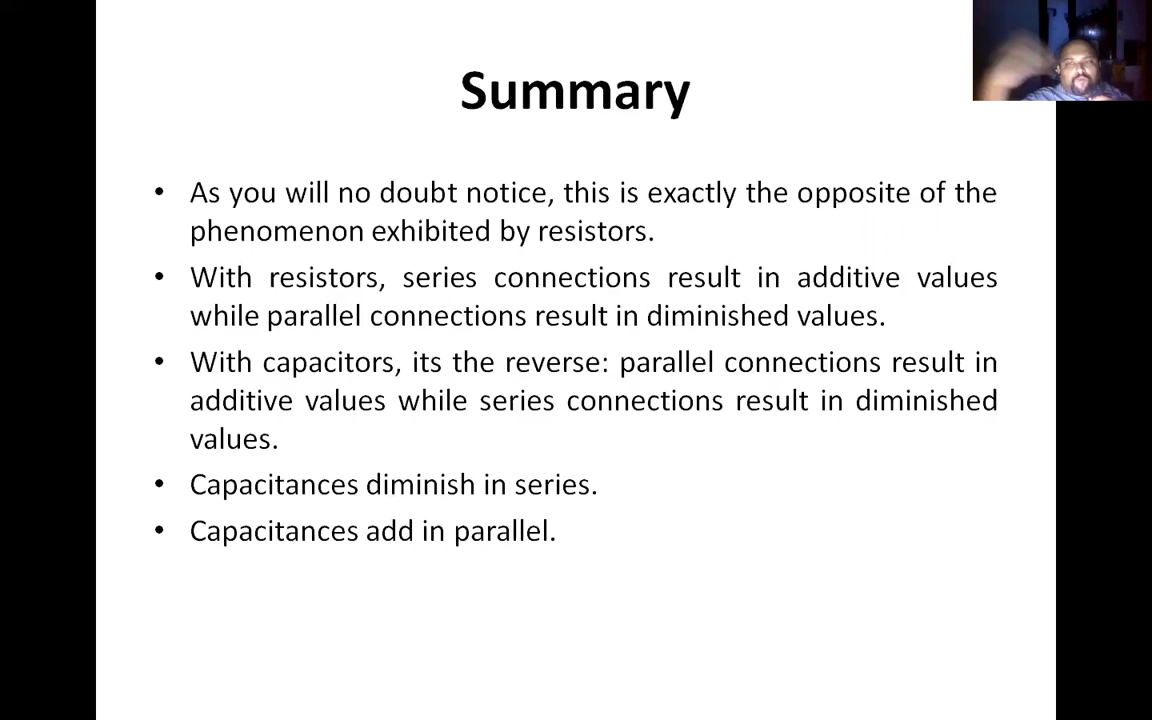 Summary
• As you will no doubt notice, this is exactly the opposite of the
phenomenon exhibited by resistors.
• With resistors, series connections result in additive values
while parallel connections result in diminished values.
• With capacitors, its the reverse: parallel connections result in
additive values while series connections result in diminished
values.
• Capacitances diminish in series.
• Capacitances add in parallel.